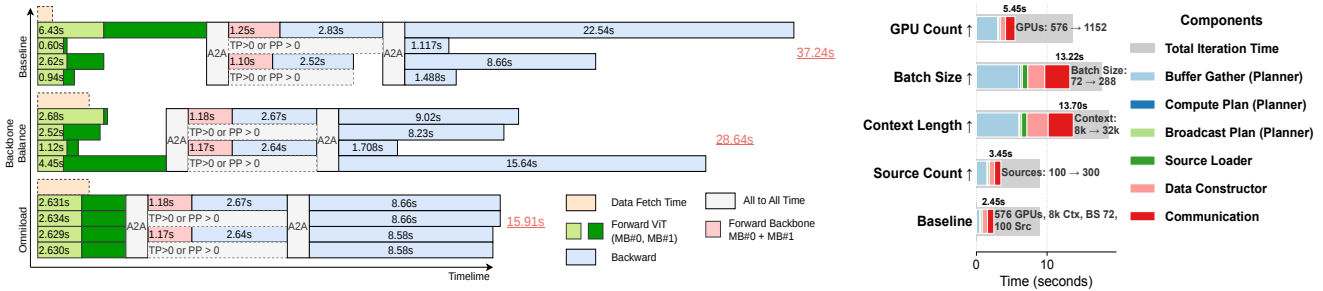 Baseline
6.43s
0.60s
2.62s
0.94s
A2A
1.25s
2.83s
TP>0 or PP > 0
1.10s
2.52s
TP>0 or PP > 0
A2A
22.54s
1.117s
8.66s
1.488s
37.24s
Backbone
Balance
2.68s
2.52s
1.12s
4.45s
A2A
1.18s
2.67s
TP>0 or PP > 0
1.17s
2.64s
TP>0 or PP > 0
A2A
9.02s
8.23s
1.708s
15.64s
28.64s
Omniload
2.631s
2.634s
2.629s
2.630s
A2A
1.18s
2.67s
TP>0 or PP > 0
1.17s
2.64s
TP>0 or PP > 0
A2A
8.66s
8.66s
8.58s
8.58s
15.91s
Data Fetch Time
All to All Time
Forward ViT
(MB#0, MB#1)
Forward Backbone
MB#0 + MB#1
Backward
Timelime
GPU Count ↑
5.45s
GPUs: 576 → 1152
Batch Size ↑
13.22s
Batch Size:
72 → 288
Context Length ↑
13.70s
Context:
8k → 32k
Source Count ↑
3.45s
Sources: 100 → 300
Baseline
2.45s
576 GPUs, 8k Ctx, BS 72,
100 Src
0
10
Time (seconds)
Components
Total Iteration Time
Buffer Gather (Planner)
Compute Plan (Planner)
Broadcast Plan (Planner)
Source Loader
Data Constructor
Communication